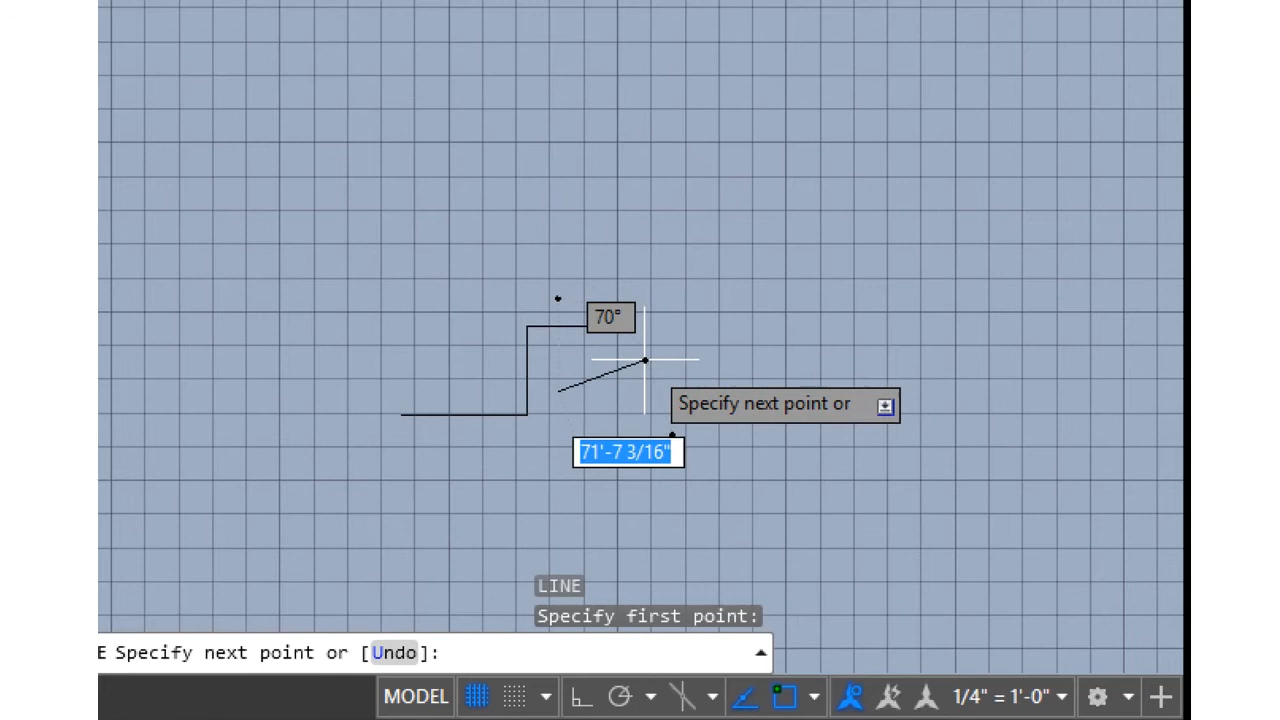 70°
Specify next point or
71'-7 3/16"
LINE
Specify first point:
E Specify next point or [Undo]:
MODEL
1/4" = 1'-0"